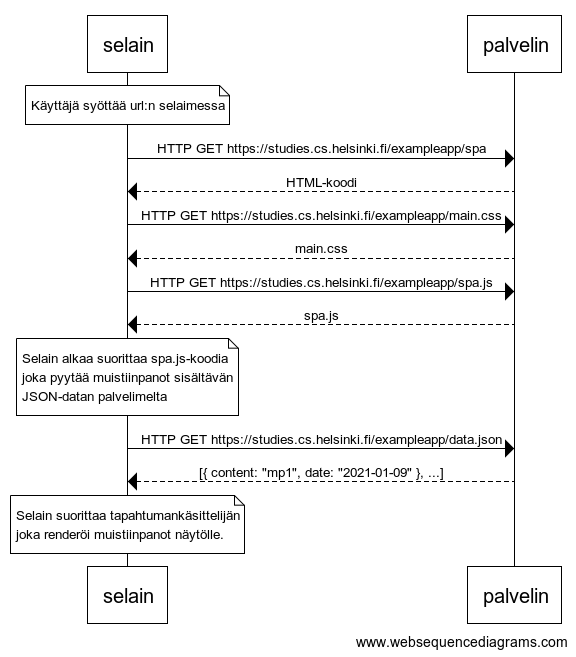 selain
palvelin
Käyttäjä syöttää url:n selaimessa
HTTP GET https://studies.cs.helsinki.fi/exampleapp/spa
HTML-koodi
HTTP GET https://studies.cs.helsinki.fi/exampleapp/main.css
main.css
HTTP GET https://studies.cs.helsinki.fi/exampleapp/spa.js
spa.js
Selain alkaa suorittaa spa.js-koodia
joka pyytää muistiinpanot sisältävän
JSON-datan palvelimelta
HTTP GET https://studies.cs.helsinki.fi/exampleapp/data.json
[{ content: "mp1", date: "2021-01-09" }, ...]
Selain suorittaa tapahtumankäsittelijän
joka renderöi muistiinpanot näytölle.
selain
palvelin
www.websequencediagrams.com